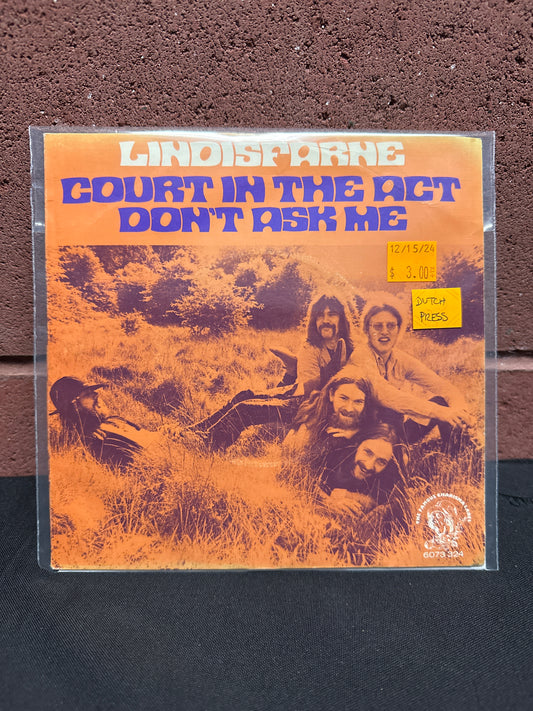 LINDISFARNE
COURT IN THE ACT
DON'T ASK ME
12/15/24
$ 3.00
DUTCH
PRESS
THE FAMOUS CHARISMA LABEL
6073 324